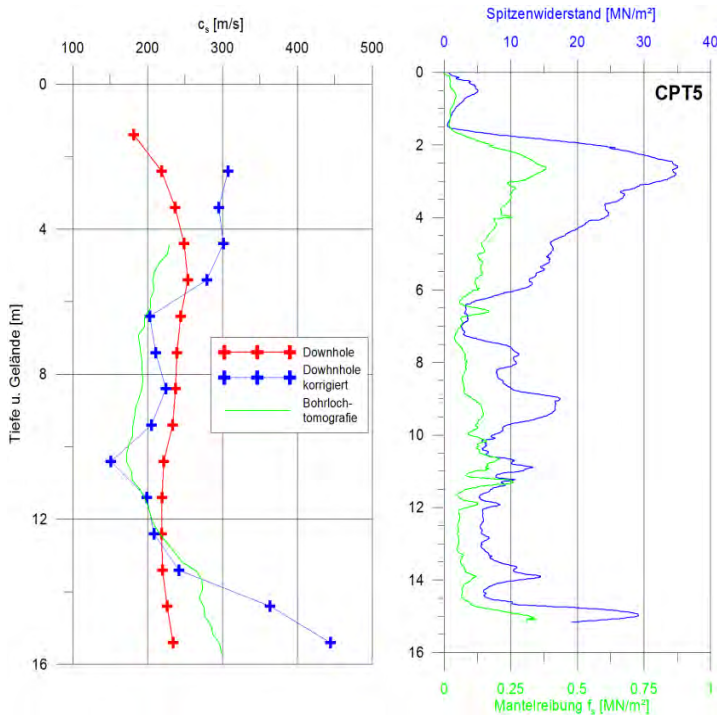 c_s [m/s]
100 200 300 400 500
0
4
8
12
16
Tiefe u. Gelände [m]
Downhole
Dowhnhole
korrigiert
Bohrloch-
tomografie
Spitzenwiderstand [MN/m²]
0 10 20 30 40
CPT5
0
2
4
6
8
10
12
14
16
0 0.25 0.5 0.75 1
Mantelreibung f_s [MN/m²]